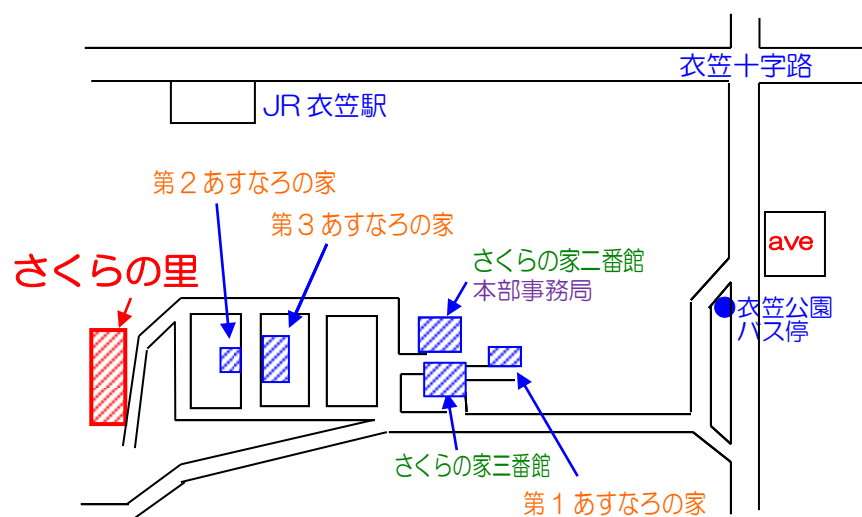 衣笠十字路
JR衣笠駅
第2あすなろの家
第3あすなろの家
ave
さくらの里
さくらの家二番館
本部事務局
衣笠公園
バス停
さくらの家三番館
第1あすなろの家